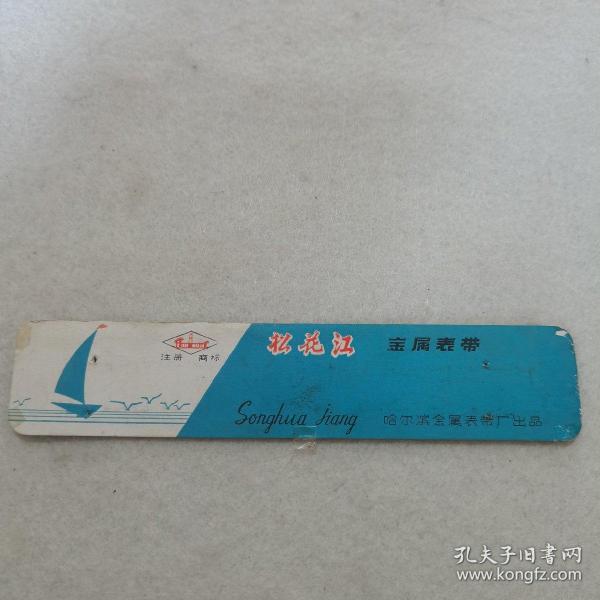 注册 商标
松花江 金属表带
Songhua Jiang 哈尔滨金属表带厂出品
孔夫子旧书网
www.kongfz.com